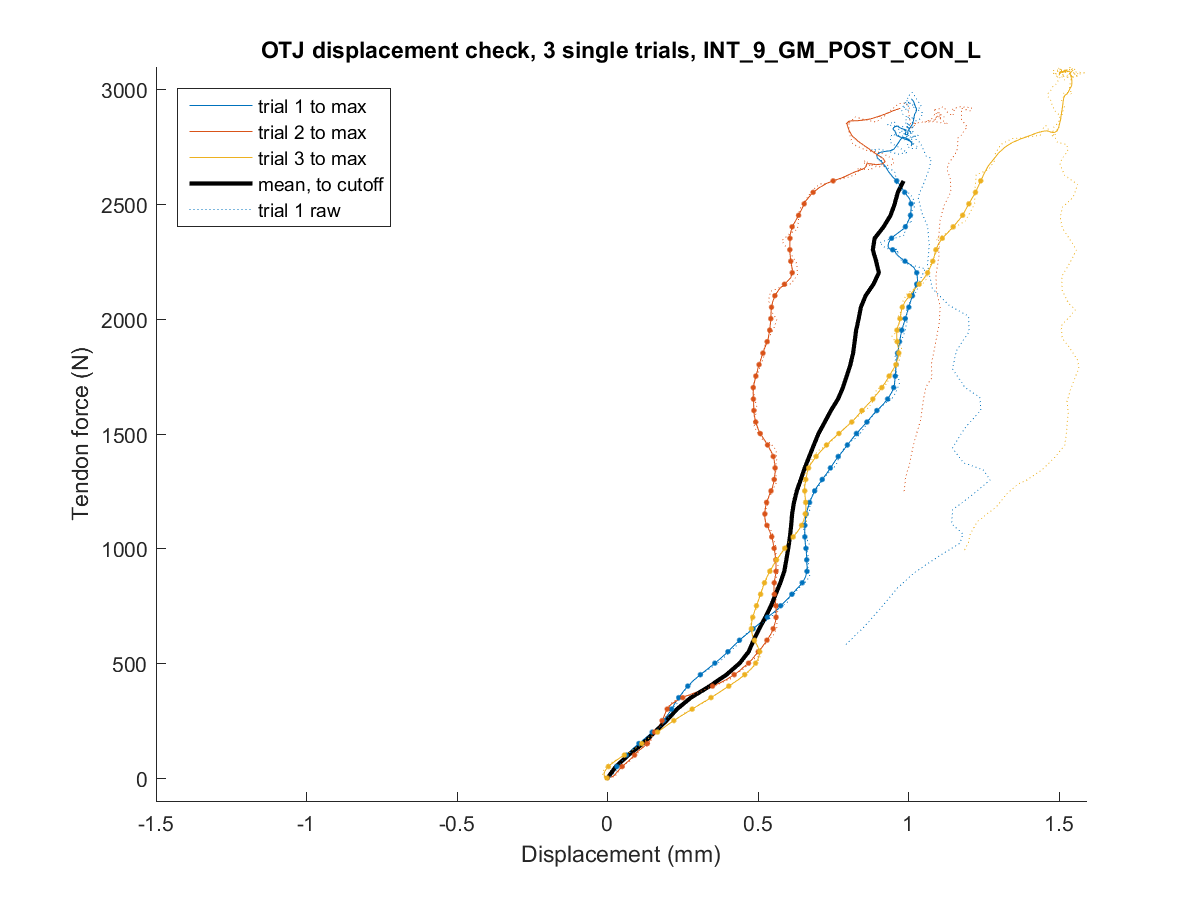 OTJ displacement check, 3 single trials, INT_9_GM_POST_CON_L
trial 1 to max
trial 2 to max
trial 3 to max
mean, to cutoff
trial 1 raw
3000
2500
2000
1500
1000
500
0
Tendon force (N)
-1.5
-1
-0.5
0
0.5
1
1.5
Displacement (mm)